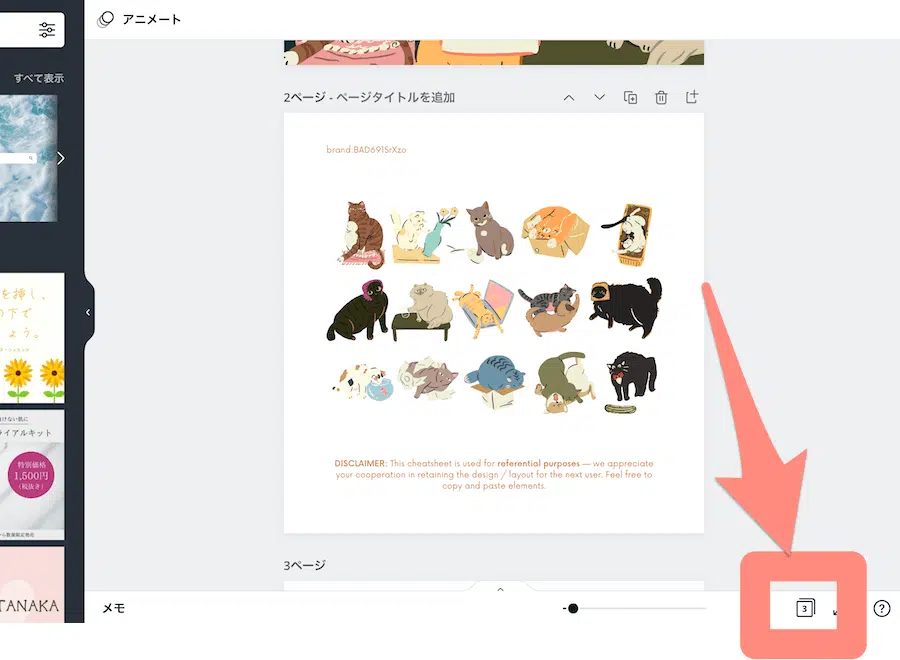 アニメート
すべて表示
2ページ - ページタイトルを追加
brand:BAD691SrXzo
を挿し、
の下で
よう。
ライアルキット
特別価格
1,500円
(税抜き)
TANAKA
DISCLAIMER: This cheatsheet is used for referential purposes — we appreciate
your cooperation in retaining the design / layout for the next user. Feel free to
copy and paste elements.
3ページ
メモ
3
?